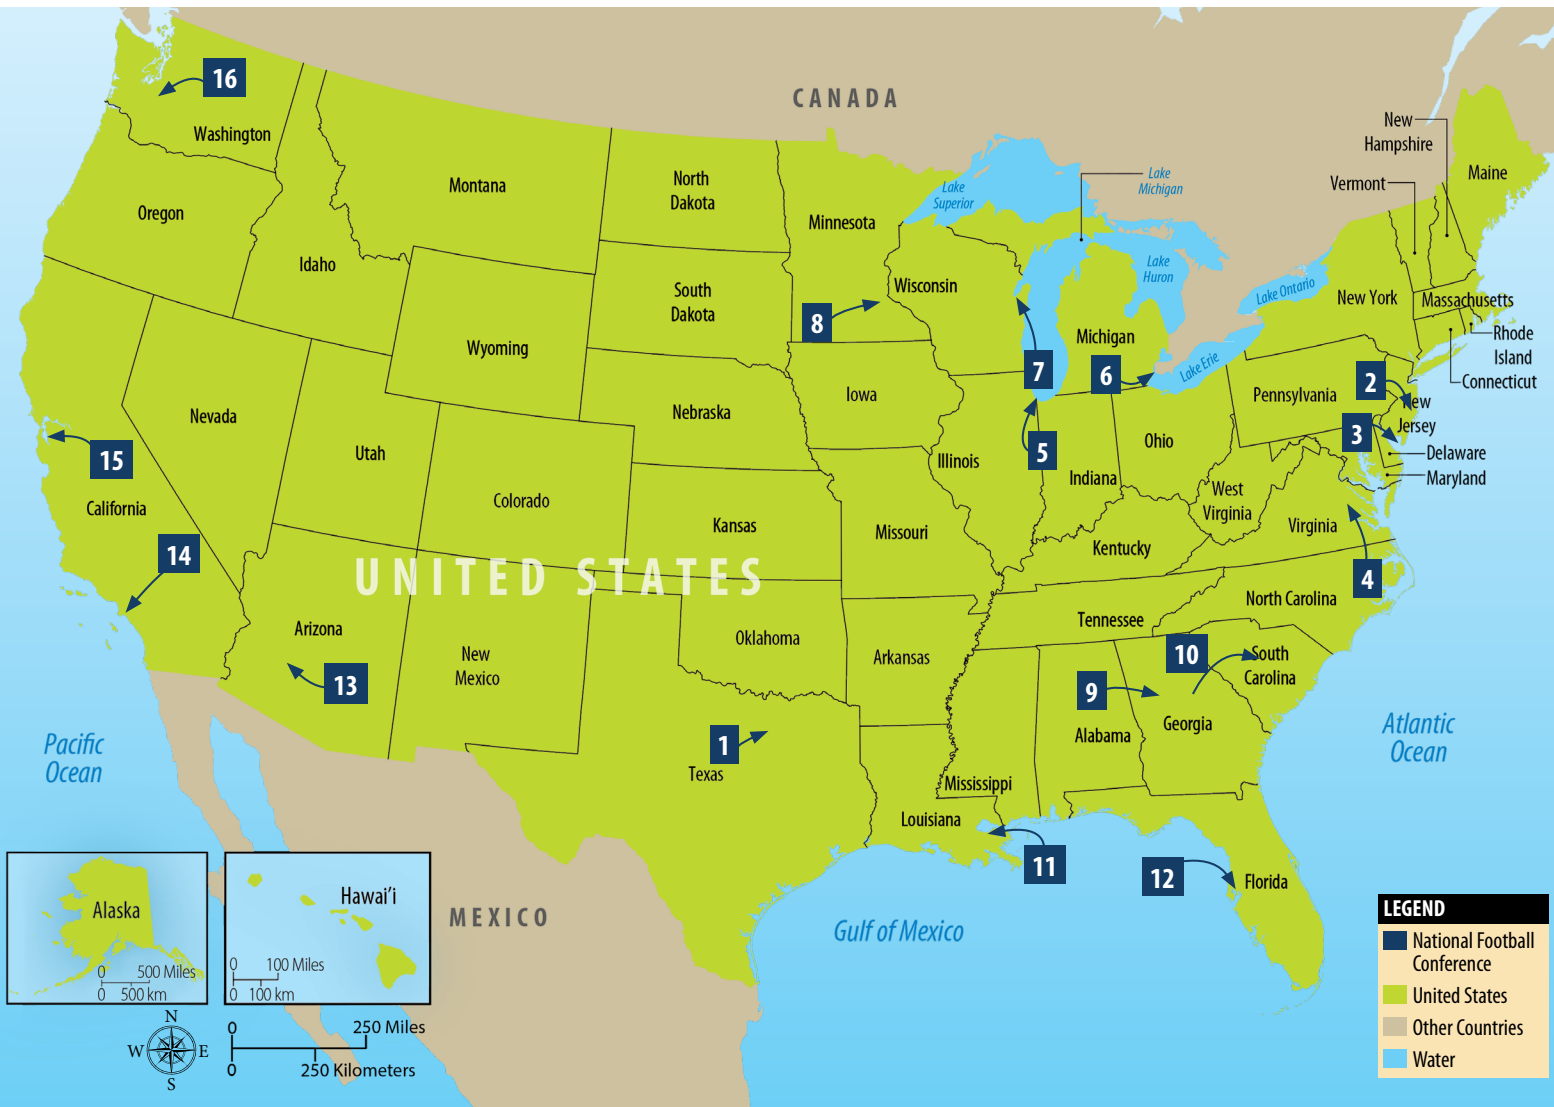 CANADA
16
Washington
Montana
North
Dakota
Minnesota
Lake
Superior
Lake
Michigan
New
Hampshire
Vermont
Maine
Oregon
Idaho
South
Dakota
Wisconsin
Lake
Huron
Lake Ontario
New York
Massachusetts
8
Wyoming
Michigan
Rhode
Island
Connecticut
7
6
Lake Erie
2
Pennsylvania
New
Jersey
Nevada
Nebraska
Iowa
3
15
Utah
Illinois
5
Ohio
Delaware
Indiana
Maryland
California
Colorado
Kansas
Missouri
West
Virginia
Virginia
Kentucky
14
UNITED STATES
4
North Carolina
Arizona
Oklahoma
Tennessee
New
Mexico
Arkansas
10
South
Carolina
13
9
Georgia
Alabama
Atlantic
Ocean
Pacific
Ocean
1
Texas
Mississippi
Louisiana
11
12
Florida
Alaska
0 500 Miles
0 500 km
Hawai’i
0 100 Miles
0 100 km
MEXICO
Gulf of Mexico
N
W E
S
0 250 Miles
0 250 Kilometers
LEGEND
National Football
Conference
United States
Other Countries
Water